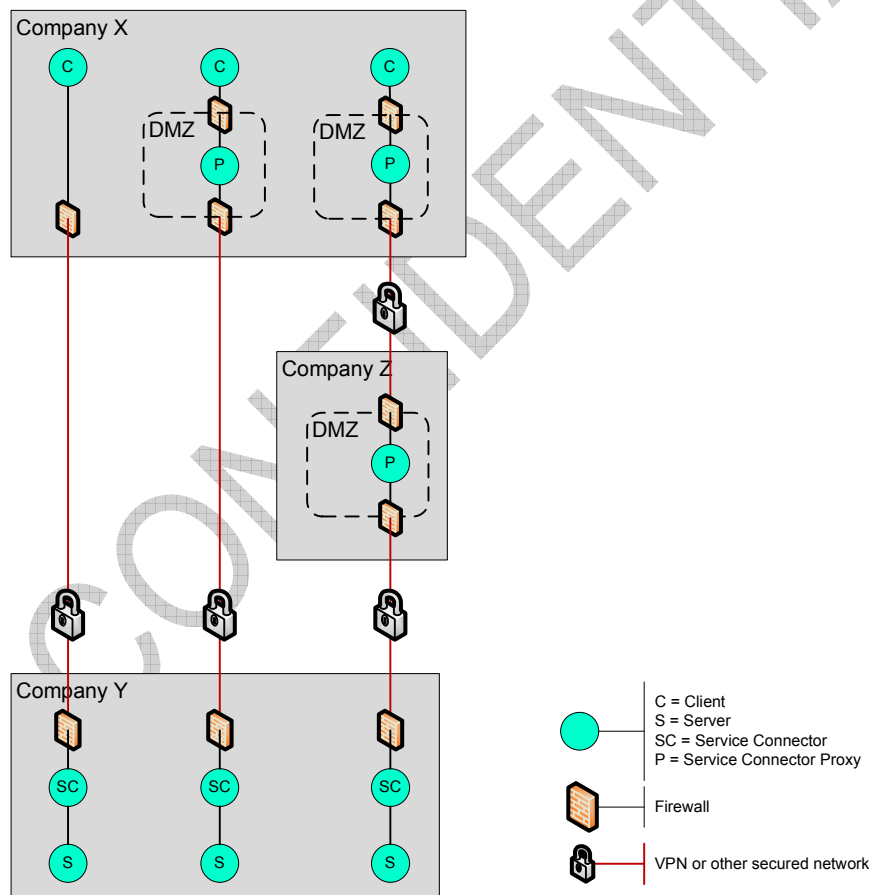 Company X
C
C
C
DMZ
DMZ
P
P
Company Z
DMZ
P
Company Y
SC
SC
SC
S
S
S
C = Client
S = Server
SC = Service Connector
P = Service Connector Proxy
Firewall
VPN or other secured network
CONFIDENTIA